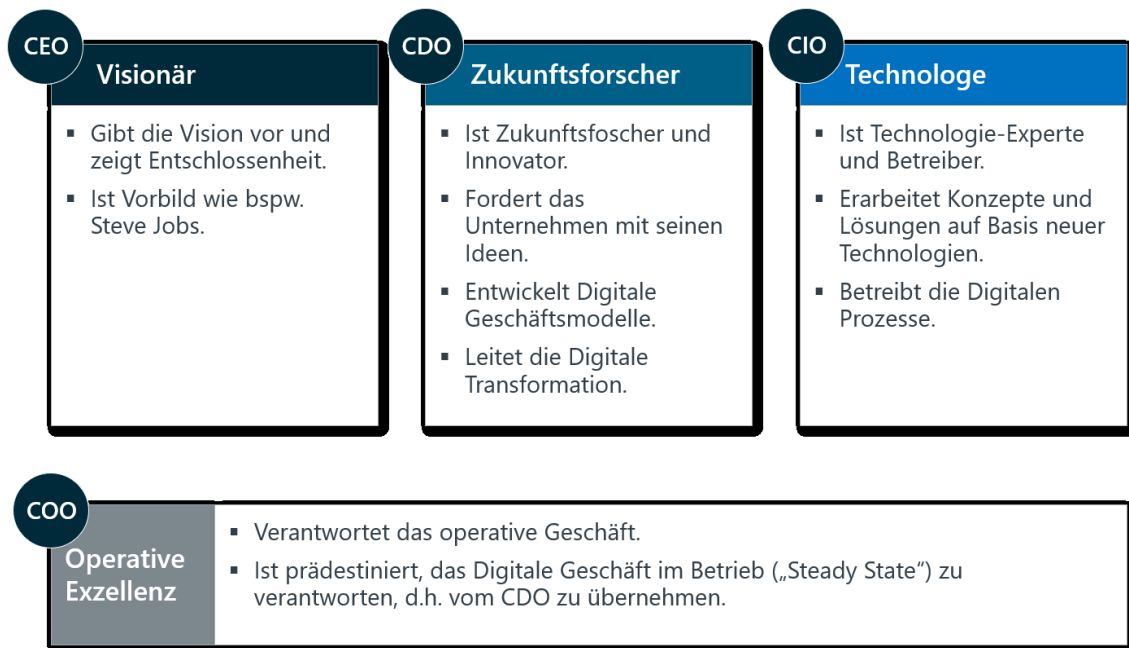 CEO
Visionär
▪ Gibt die Vision vor und
zeigt Entschlossenheit.
▪ Ist Vorbild wie bspw.
Steve Jobs.
CDO
Zukunftsforscher
▪ Ist Zukunftsfoscher und
Innovator.
▪ Fordert das
Unternehmen mit seinen
Ideen.
▪ Entwickelt Digitale
Geschäftsmodelle.
▪ Leitet die Digitale
Transformation.
CIO
Technologe
▪ Ist Technologie-Experte
und Betreiber.
▪ Erarbeitet Konzepte und
Lösungen auf Basis neuer
Technologien.
▪ Betreibt die Digitalen
Prozesse.
COO
Operative
Exzellenz
▪ Verantwortet das operative Geschäft.
▪ Ist prädestiniert, das Digitale Geschäft im Betrieb („Steady State“) zu
verantworten, d.h. vom CDO zu übernehmen.